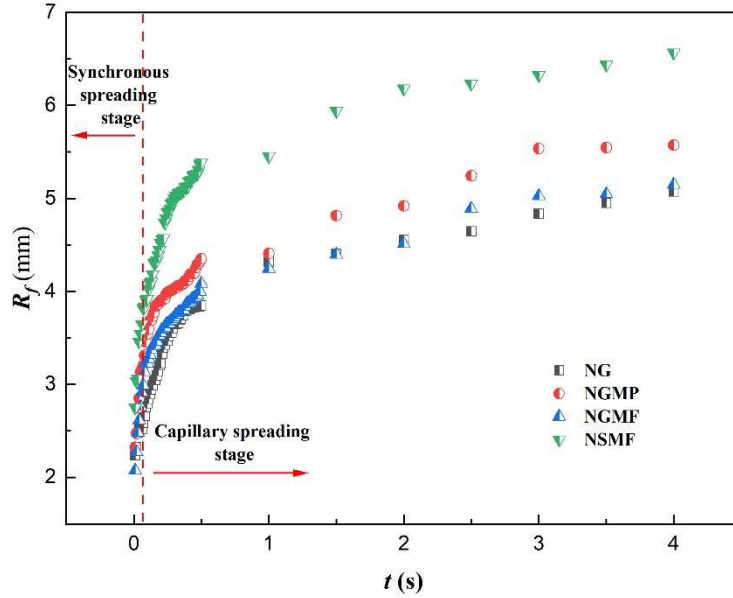 7
6
5
4
3
2
R_f (mm)
Synchronous
spreading
stage
Capillary spreading
stage
NG
NGMP
NGMF
NSMF
0 1 2 3 4
t (s)